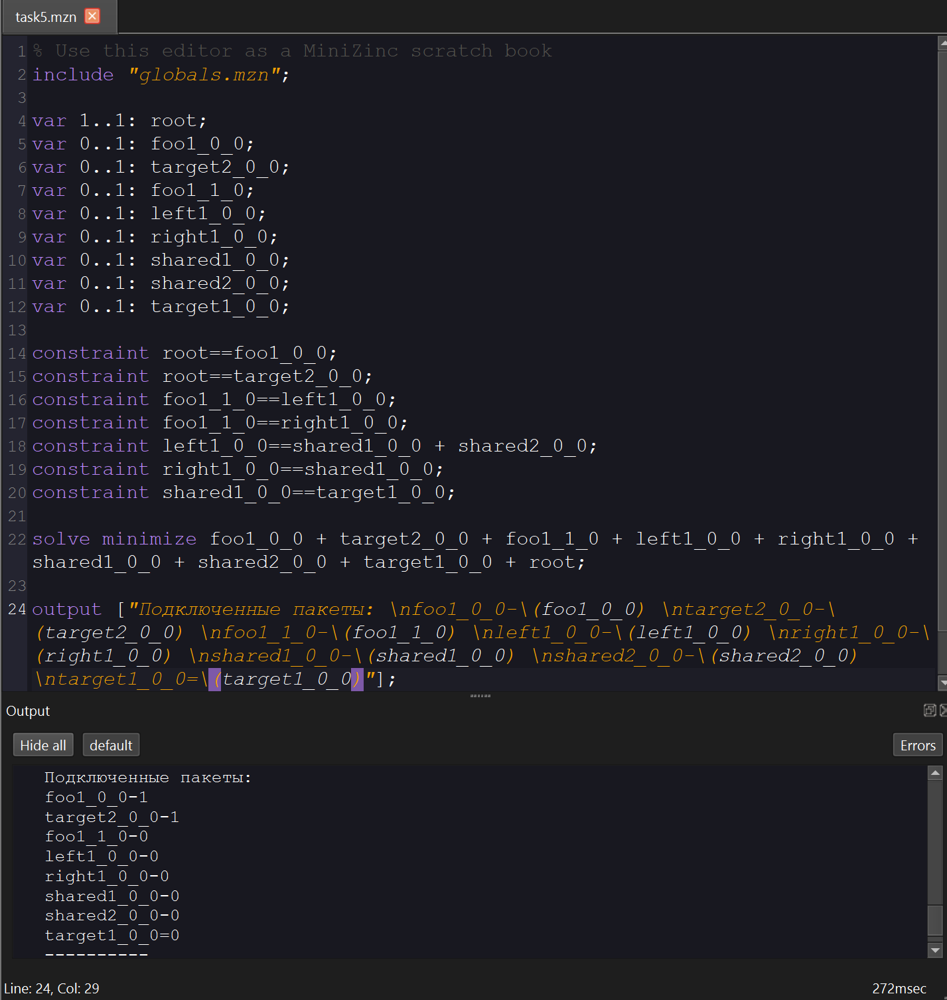 task5.mzn
1 % Use this editor as a MiniZinc scratch book
2 include "globals.mzn";
3
4 var 1..1: root;
5 var 0..1: foo1_0_0;
6 var 0..1: target2_0_0;
7 var 0..1: foo1_1_0;
8 var 0..1: left1_0_0;
9 var 0..1: right1_0_0;
10 var 0..1: shared1_0_0;
11 var 0..1: shared2_0_0;
12 var 0..1: target1_0_0;
13
14 constraint root==foo1_0_0;
15 constraint root==target2_0_0;
16 constraint foo1_1_0==left1_0_0;
17 constraint foo1_1_0==right1_0_0;
18 constraint left1_0_0==shared1_0_0 + shared2_0_0;
19 constraint right1_0_0==shared1_0_0;
20 constraint shared1_0_0==target1_0_0;
21
22 solve minimize foo1_0_0 + target2_0_0 + foo1_1_0 + left1_0_0 + right1_0_0 +
shared1_0_0 + shared2_0_0 + target1_0_0 + root;
23
24 output ["Подключенные пакеты: \nfoo1_0_0-\(foo1_0_0) \ntarget2_0_0-\
(target2_0_0) \nfoo1_1_0-\(foo1_1_0) \nleft1_0_0-\(left1_0_0) \nright1_0_0-\
(right1_0_0) \nshared1_0_0-\(shared1_0_0) \nshared2_0_0-\(shared2_0_0)
\ntarget1_0_0=\(target1_0_0)"];
Output
Hide all default Errors
Подключенные пакеты:
foo1_0_0-1
target2_0_0-1
foo1_1_0-0
left1_0_0-0
right1_0_0-0
shared1_0_0-0
shared2_0_0-0
target1_0_0=0
----------
Line: 24, Col: 29 272msec